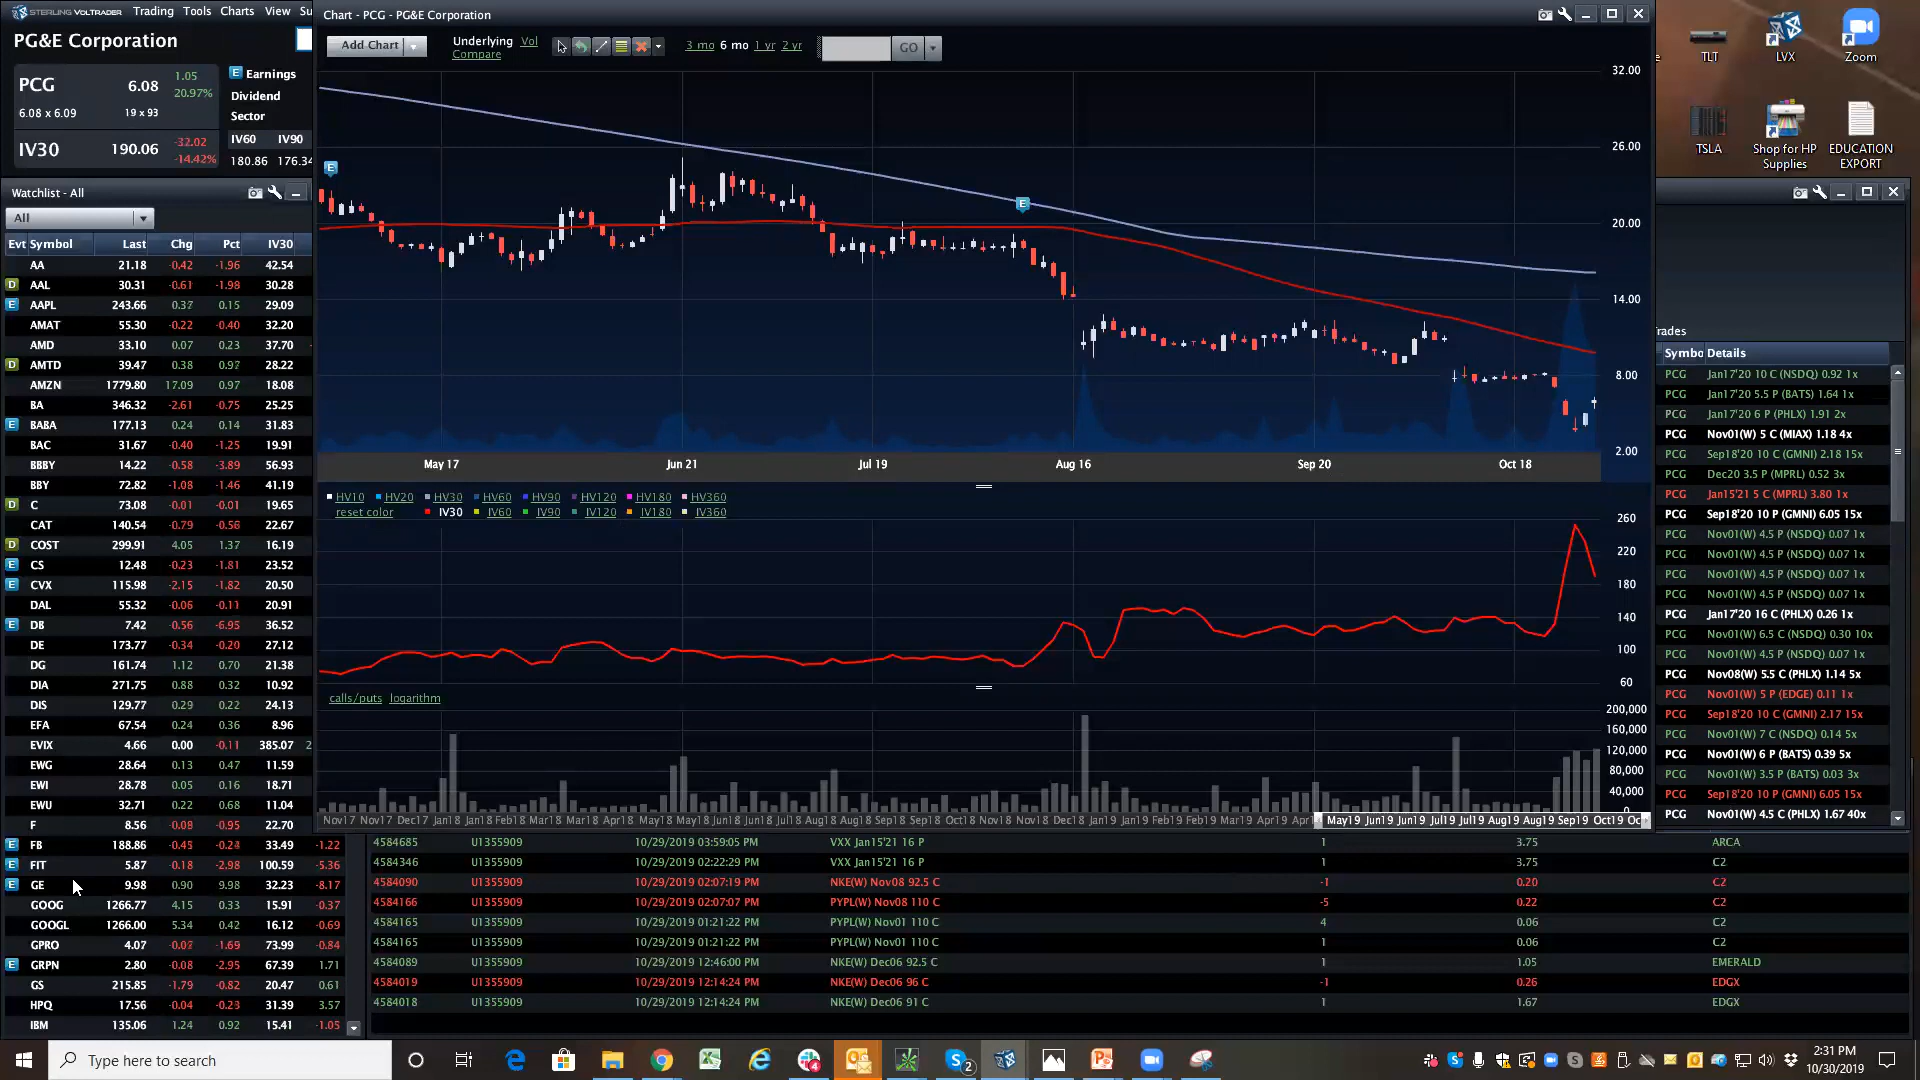 STERLING VOLTRADER Trading Tools Charts View Su
PG&E Corporation
PCG 6.08 1.05 20.97%
6.08 x 6.09 19 x 93
IV30 190.06 -32.02 -14.42%
E Earnings
Dividend
Sector
IV60 IV90
180.86 176.34
Chart - PCG - PG&E Corporation
Add Chart Underlying Vol Compare 3 mo 6 mo 1 yr 2 yr GO
32.00
26.00
20.00
14.00
8.00
2.00
E
E
May 17 Jun 21 Jul 19 Aug 16 Sep 20 Oct 18
HV10 HV20 HV30 HV60 HV90 HV120 HV180 HV360
reset color IV30 IV60 IV90 IV120 IV180 IV360
260
220
180
140
100
60
calls/puts logarithm
200,000
160,000
120,000
80,000
40,000
0
Nov17 Nov17 Dec17 Jan18 Jan18 Feb18 Mar18 Apr18 May18 May18 Jun18 Jul18 Aug18 Sep18 Sep18 Oct18 Nov18 Nov18 Dec18 Jan19 Jan19 Feb19 Mar19 Apr19 Apr1 May19 Jun19 Jun19 Jul19 Jul19 Aug19 Aug19 Sep19 Oct19 Oc
Watchlist - All
All
Evt Symbol Last Chg Pct IV30
AA 21.18 -0.42 -1.96 42.54
D AAL 30.31 -0.61 -1.98 30.28
E AAPL 243.66 0.37 0.15 29.09
AMAT 55.30 -0.22 -0.40 32.20
AMD 33.10 0.07 0.23 37.70
D AMTD 39.47 0.38 0.97 28.22
AMZN 1779.80 17.09 0.97 18.08
BA 346.32 -2.61 -0.75 25.25
E BABA 177.13 0.24 0.14 31.83
BAC 31.67 -0.40 -1.25 19.91
BBBY 14.22 -0.58 -3.89 56.93
BBY 72.82 -1.08 -1.46 41.19
D C 73.08 -0.01 -0.01 19.65
CAT 140.54 -0.79 -0.56 22.67
D COST 299.91 4.05 1.37 16.19
E CS 12.48 -0.23 -1.81 23.52
E CVX 115.98 -2.15 -1.82 20.50
DAL 55.32 -0.06 -0.11 20.91
E DB 7.42 -0.56 -6.95 36.52
DE 173.77 -0.34 -0.20 27.12
DG 161.74 1.12 0.70 21.38
DIA 271.75 0.88 0.32 10.92
DIS 129.77 0.29 0.22 24.13
EFA 67.54 0.24 0.36 8.96
EVIX 4.66 0.00 -0.11 385.07 2
EWG 28.64 0.13 0.47 11.59
EWI 28.78 0.05 0.16 18.71
EWU 32.71 0.22 0.68 11.04
F 8.56 -0.08 -0.95 22.70
E FB 188.86 -0.45 -0.24 33.49 -1.22
E FIT 5.87 -0.18 -2.98 100.59 -5.36
E GE 9.98 0.90 9.98 32.23 -8.17
GOOG 1266.77 4.15 0.33 15.91 -0.37
GOOGL 1266.00 5.34 0.42 16.12 -0.69
GPRO 4.07 -0.07 -1.69 73.99 -0.84
E GRPN 2.80 -0.08 -2.95 67.39 1.71
GS 215.85 -1.79 -0.82 20.47 0.61
HPQ 17.56 -0.04 -0.23 31.39 3.57
IBM 135.06 1.24 0.92 15.41 -1.05
4584685 U1355909 10/29/2019 03:59:05 PM VXX Jan15'21 16 P 1 3.75 ARCA
4584346 U1355909 10/29/2019 03:59:02 PM VXX Jan15'21 16 P 1 3.75 C2
4584090 U1355909 10/29/2019 02:07:19 PM NKE(W) Nov08 92.5 C -1 0.20 C2
4584166 U1355909 10/29/2019 02:07:07 PM PYPL(W) Nov08 110 C -5 0.22 C2
4584165 U1355909 10/29/2019 01:21:22 PM PYPL(W) Nov01 110 C 4 0.06 C2
4584165 U1355909 10/29/2019 01:21:22 PM PYPL(W) Nov01 110 C 1 0.06 C2
4584089 U1355909 10/29/2019 12:46:00 PM NKE(W) Dec06 92.5 C 1 1.05 EMERALD
4584019 U1355909 10/29/2019 12:14:24 PM NKE(W) Dec06 96 C -1 0.26 EDGX
4584018 U1355909 10/29/2019 12:14:24 PM NKE(W) Dec06 91 C 1 1.67 EDGX
e TLT LVX Zoom
TSLA Shop for HP Supplies EDUCATION EXPORT
Trades
Symbo Details
PCG Jan17'20 10 C (NSDQ) 0.92 1x
PCG Jan17'20 5.5 P (BATS) 1.64 1x
PCG Jan17'20 6 P (PHLX) 1.91 2x
PCG Nov01(W) 5 C (MIAX) 1.18 4x
PCG Sep18'20 10 C (GMNI) 2.18 15x
PCG Dec20 3.5 P (MPRL) 0.52 3x
PCG Jan15'21 5 C (MPRL) 3.80 1x
PCG Sep18'20 10 P (GMNI) 6.05 15x
PCG Nov01(W) 4.5 P (NSDQ) 0.07 1x
PCG Nov01(W) 4.5 P (NSDQ) 0.07 1x
PCG Nov01(W) 4.5 P (NSDQ) 0.07 1x
PCG Nov01(W) 4.5 P (NSDQ) 0.07 1x
PCG Jan17'20 16 C (PHLX) 0.26 1x
PCG Nov01(W) 6.5 C (NSDQ) 0.30 10x
PCG Nov01(W) 4.5 P (NSDQ) 0.07 1x
PCG Nov08(W) 5.5 C (PHLX) 1.14 5x
PCG Nov01(W) 5 P (EDGE) 0.11 1x
PCG Sep18'20 10 C (GMNI) 2.17 15x
PCG Nov01(W) 7 C (NSDQ) 0.14 5x
PCG Nov01(W) 6 P (BATS) 0.39 5x
PCG Nov01(W) 3.5 P (BATS) 0.03 3x
PCG Sep18'20 10 P (GMNI) 6.05 15x
PCG Nov01(W) 4.5 C (PHLX) 1.67 40x
Type here to search
2:31 PM
10/30/2019